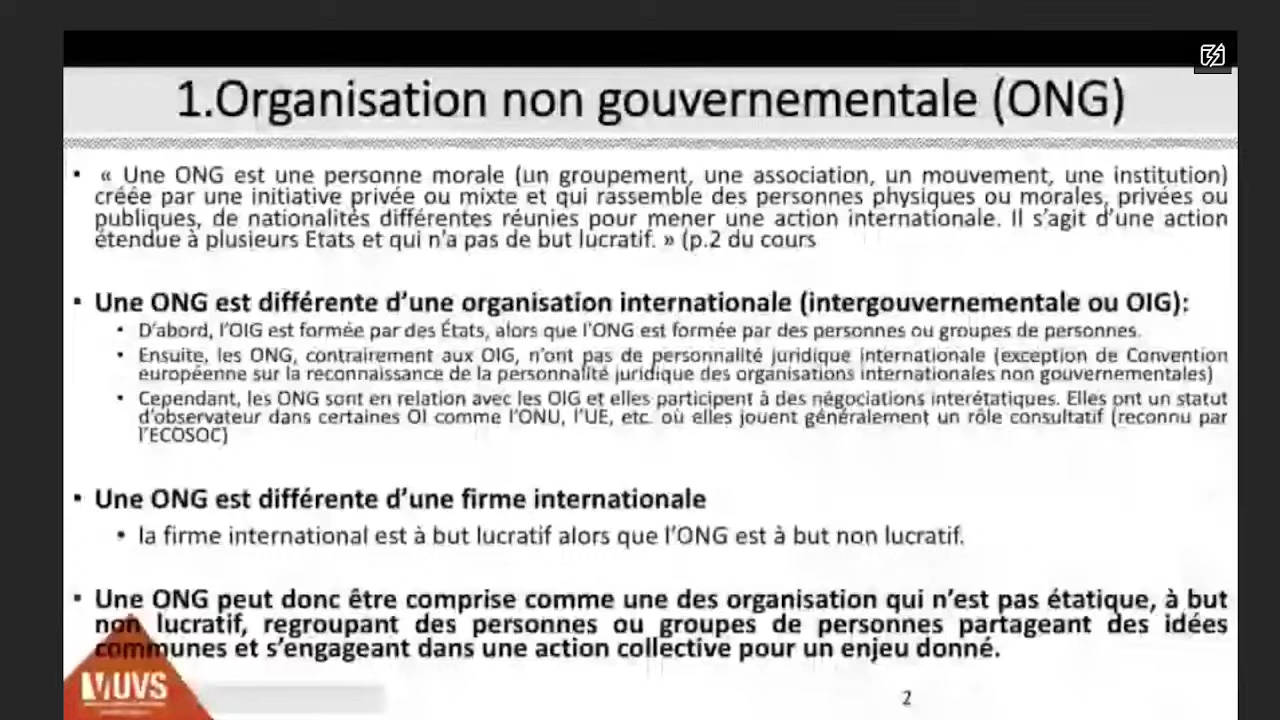 1.Organisation non gouvernementale (ONG)
• « Une ONG est une personne morale (un groupement, une association, un mouvement, une institution)
créée par une initiative privée ou mixte et qui rassemble des personnes physiques ou morales, privées ou
publiques, de nationalités différentes réunies pour mener une action internationale. Il s'agit d'une action
étendue à plusieurs Etats et qui n'a pas de but lucratif. » (p.2 du cours
• Une ONG est différente d'une organisation internationale (intergouvernementale ou OIG):
• D'abord, l'OIG est formée par des États, alors que l'ONG est formée par des personnes ou groupes de personnes.
• Ensuite, les ONG, contrairement aux OIG, n'ont pas de personnalité juridique internationale (exception de Convention
européenne sur la reconnaissance de la personnalité juridique des organisations internationales non gouvernementales)
• Cependant, les ONG sont en relation avec les OIG et elles participent à des négociations interétatiques. Elles ont un statut
d'observateur dans certaines OI comme l'ONU, l'UE, etc. où elles jouent généralement un rôle consultatif (reconnu par
l'ECOSOC)
• Une ONG est différente d'une firme internationale
• la firme international est à but lucratif alors que l'ONG est à but non lucratif.
• Une ONG peut donc être comprise comme une des organisation qui n'est pas étatique, à but
non lucratif, regroupant des personnes ou groupes de personnes partageant des idées
communes et s'engageant dans une action collective pour un enjeu donné.
UVS
2